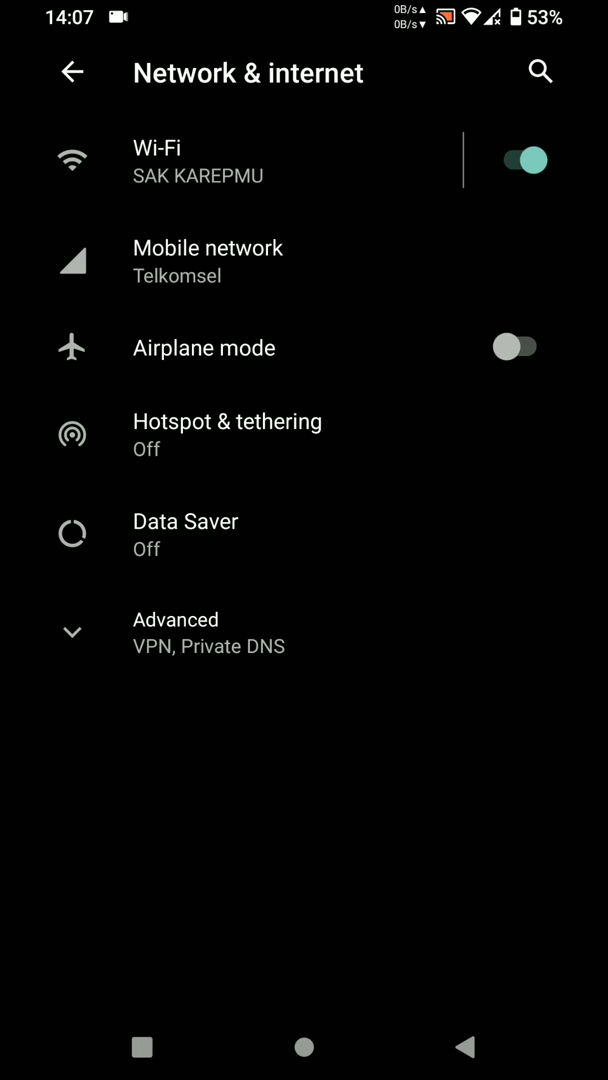 14:07
0B/s▲
0B/s▼
53%
Network & internet
Wi-Fi
SAK KAREPMU
Mobile network
Telkomsel
Airplane mode
Hotspot & tethering
Off
Data Saver
Off
Advanced
VPN, Private DNS